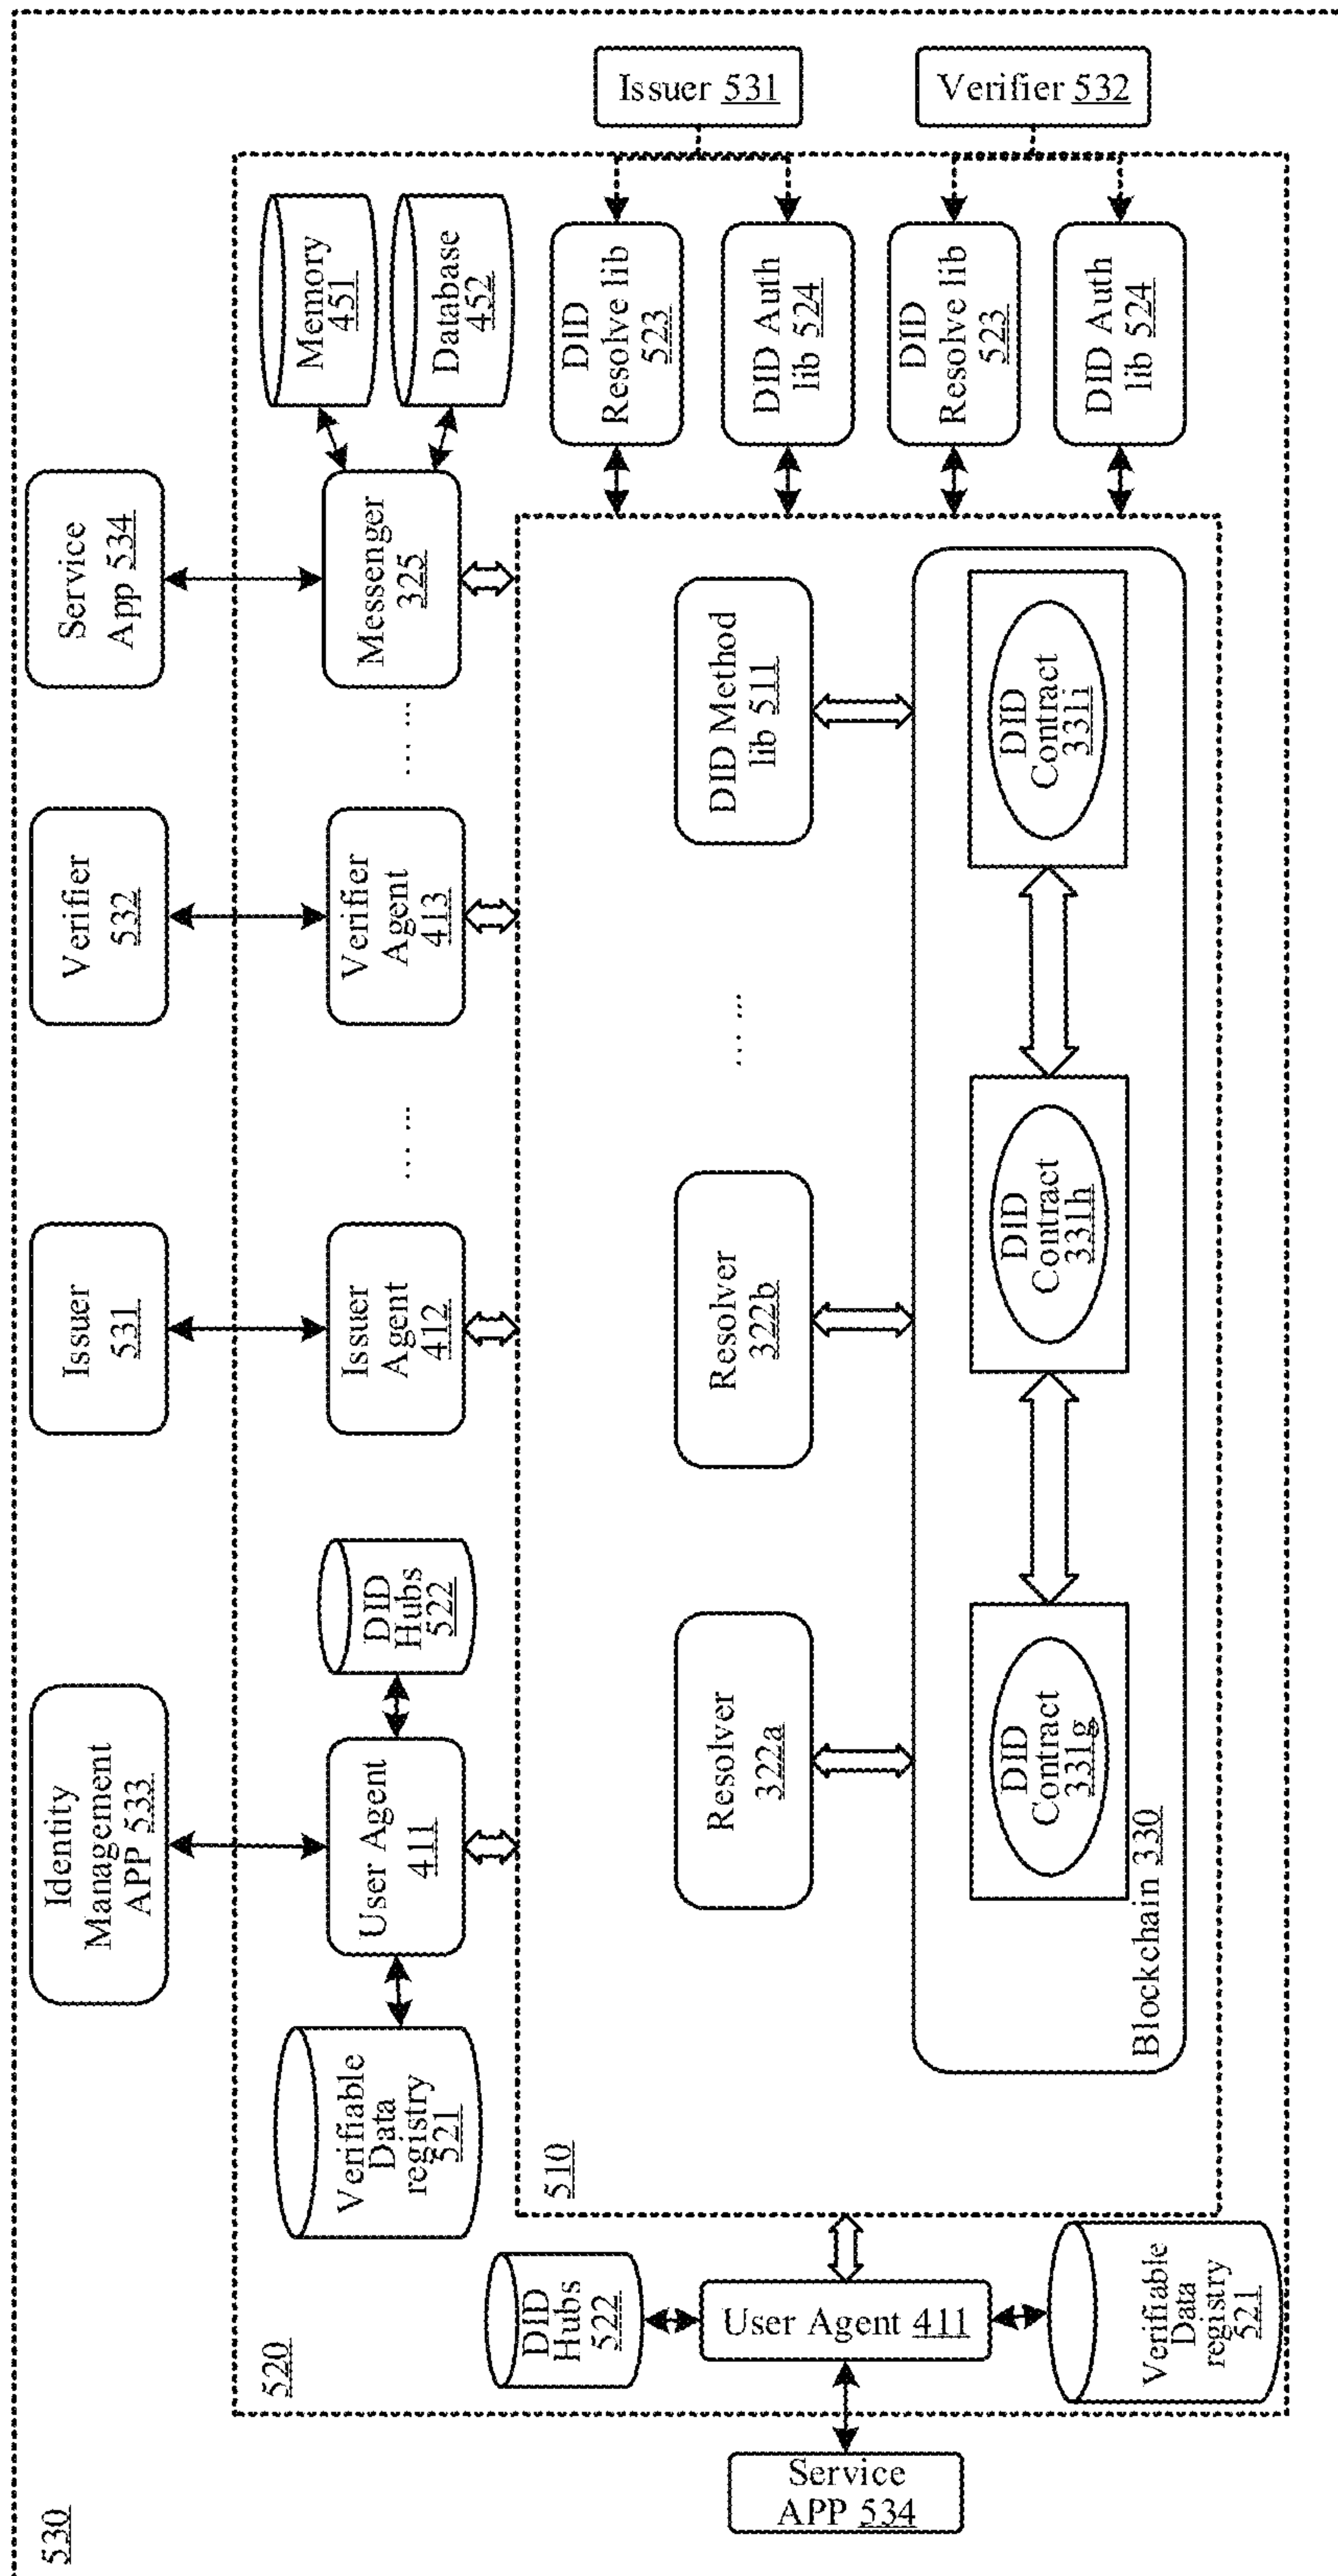 530
Identity
Management
APP 533
Issuer
531
Verifier
532
Service
App 534
520
Verifiable
Data
registry
521
User Agent
411
DID
Hubs
522
Issuer
Agent
412
... ...
Verifier
Agent
413
... ...
Messenger
325
Memory
451
Database
452
Service
APP 534
DID
Hubs
522
User Agent 411
Verifiable
Data
registry
521
510
Resolver
322a
Resolver
322b
... ...
DID Method
lib 511
DID
Contract
331g
DID
Contract
331h
DID
Contract
331i
Blockchain 330
DID
Resolve lib
523
DID Auth
lib 524
DID
Resolve lib
523
DID Auth
lib 524
Issuer 531
Verifier 532